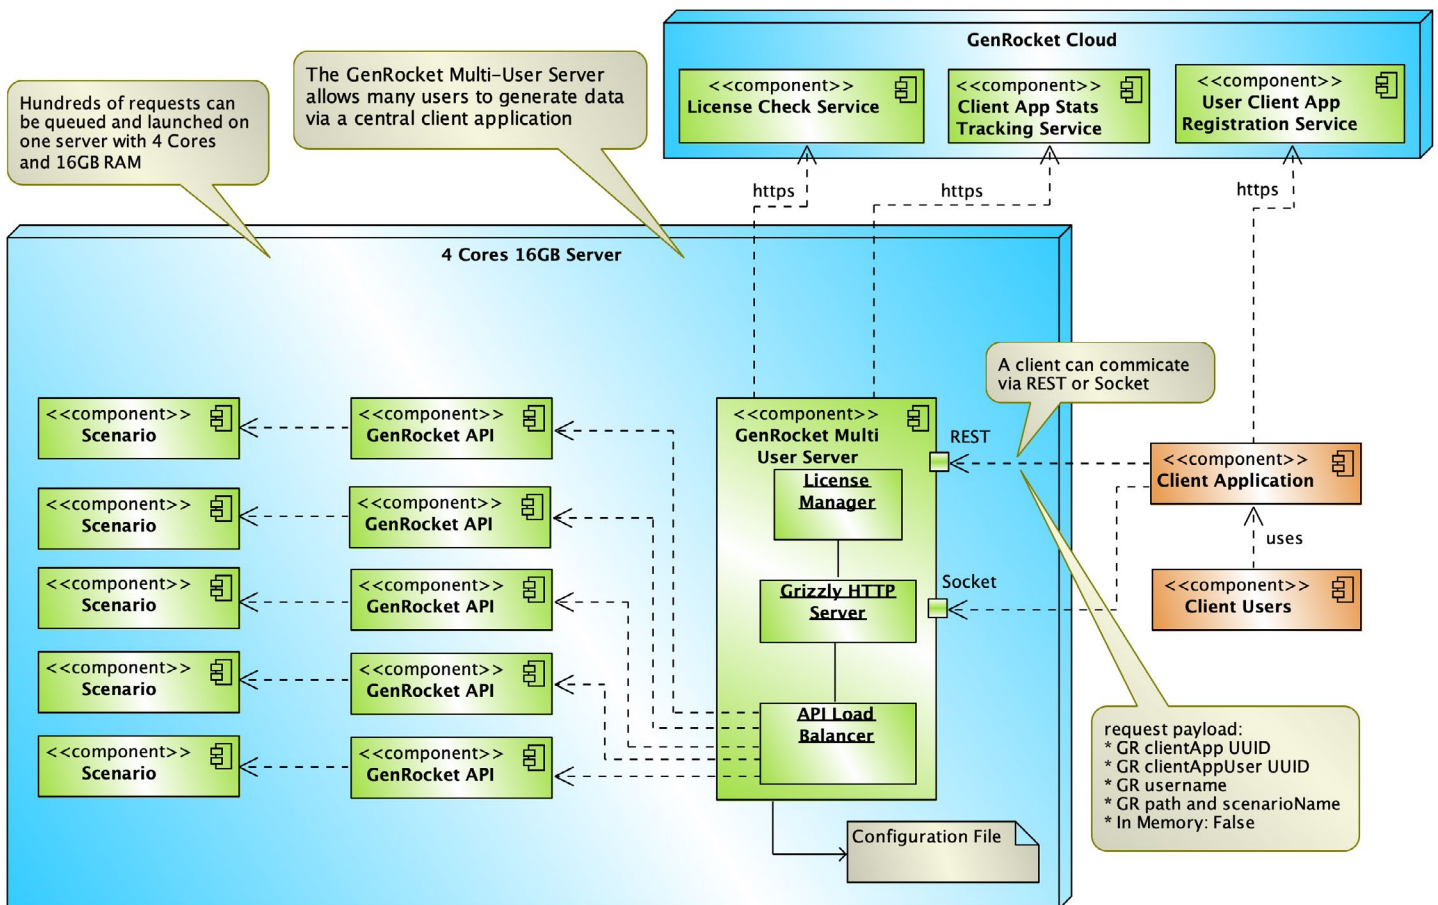 GenRocket Cloud
<<component>>
License Check Service
<<component>>
Client App Stats
Tracking Service
<<component>>
User Client App
Registration Service
The GenRocket Multi-User Server
allows many users to generate data
via a central client application
Hundreds of requests can
be queued and launched on
one server with 4 Cores
and 16GB RAM
https
https
https
4 Cores 16GB Server
A client can commicate
via REST or Socket
<<component>>
Scenario
<<component>>
GenRocket API
<<component>>
Scenario
<<component>>
GenRocket API
<<component>>
Scenario
<<component>>
GenRocket API
<<component>>
Scenario
<<component>>
GenRocket API
<<component>>
Scenario
<<component>>
GenRocket API
<<component>>
GenRocket Multi
User Server
License
Manager
Grizzly HTTP
Server
API Load
Balancer
REST
Socket
<<component>>
Client Application
uses
<<component>>
Client Users
request payload:
* GR clientApp UUID
* GR clientAppUser UUID
* GR username
* GR path and scenarioName
* In Memory: False
Configuration File